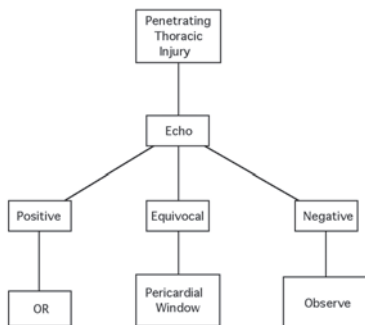 Penetrating
Thoracic
Injury
Echo
Positive
Equivocal
Negative
OR
Pericardial
Window
Observe